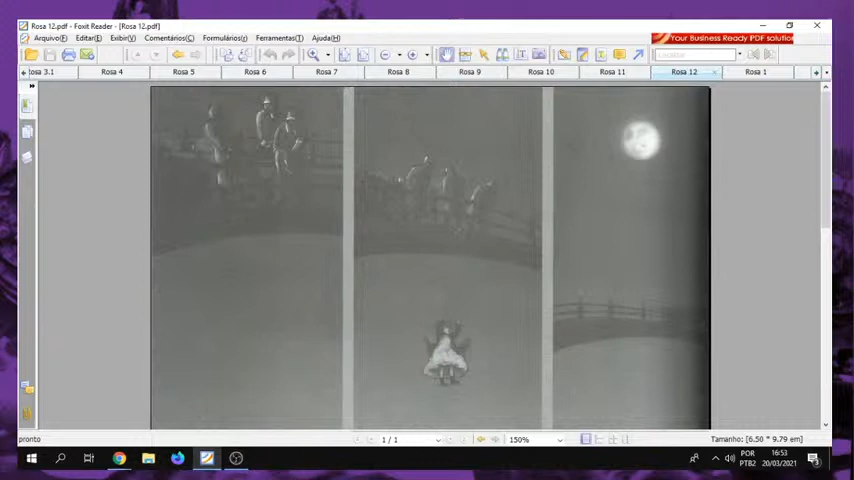 Rosa 12.pdf - Foxit Reader - [Rosa 12.pdf]
Arquivo(F) Editar(E) Exibir(V) Comentários(C) Formulários(r) Ferramentas(T) Ajuda(H)
Your Business Ready PDF solution
Localizar
osa 3.1 Rosa 4 Rosa 5 Rosa 6 Rosa 7 Rosa 8 Rosa 9 Rosa 10 Rosa 11 Rosa 12 Rosa 1
pronto 1 / 1 150% Tamanho: [6.50 * 9.79 em]
POR 16:53
PTB2 20/03/2021
3